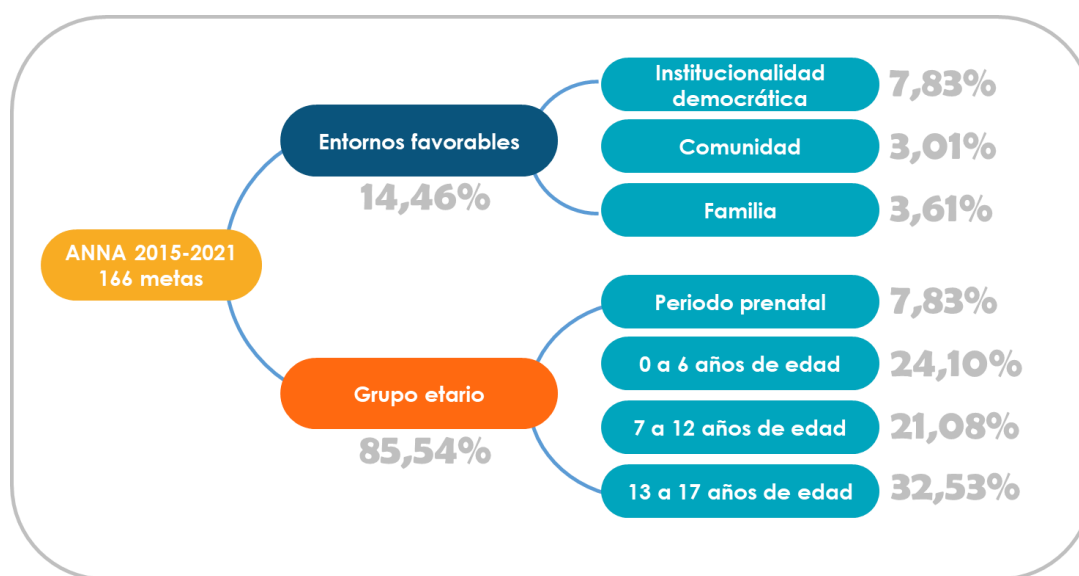 ANNA 2015-2021
166 metas
Entornos favorables
14,46%
Institucionalidad
democrática
7,83%
Comunidad
3,01%
Familia
3,61%
Grupo etario
85,54%
Periodo prenatal
7,83%
0 a 6 años de edad
24,10%
7 a 12 años de edad
21,08%
13 a 17 años de edad
32,53%